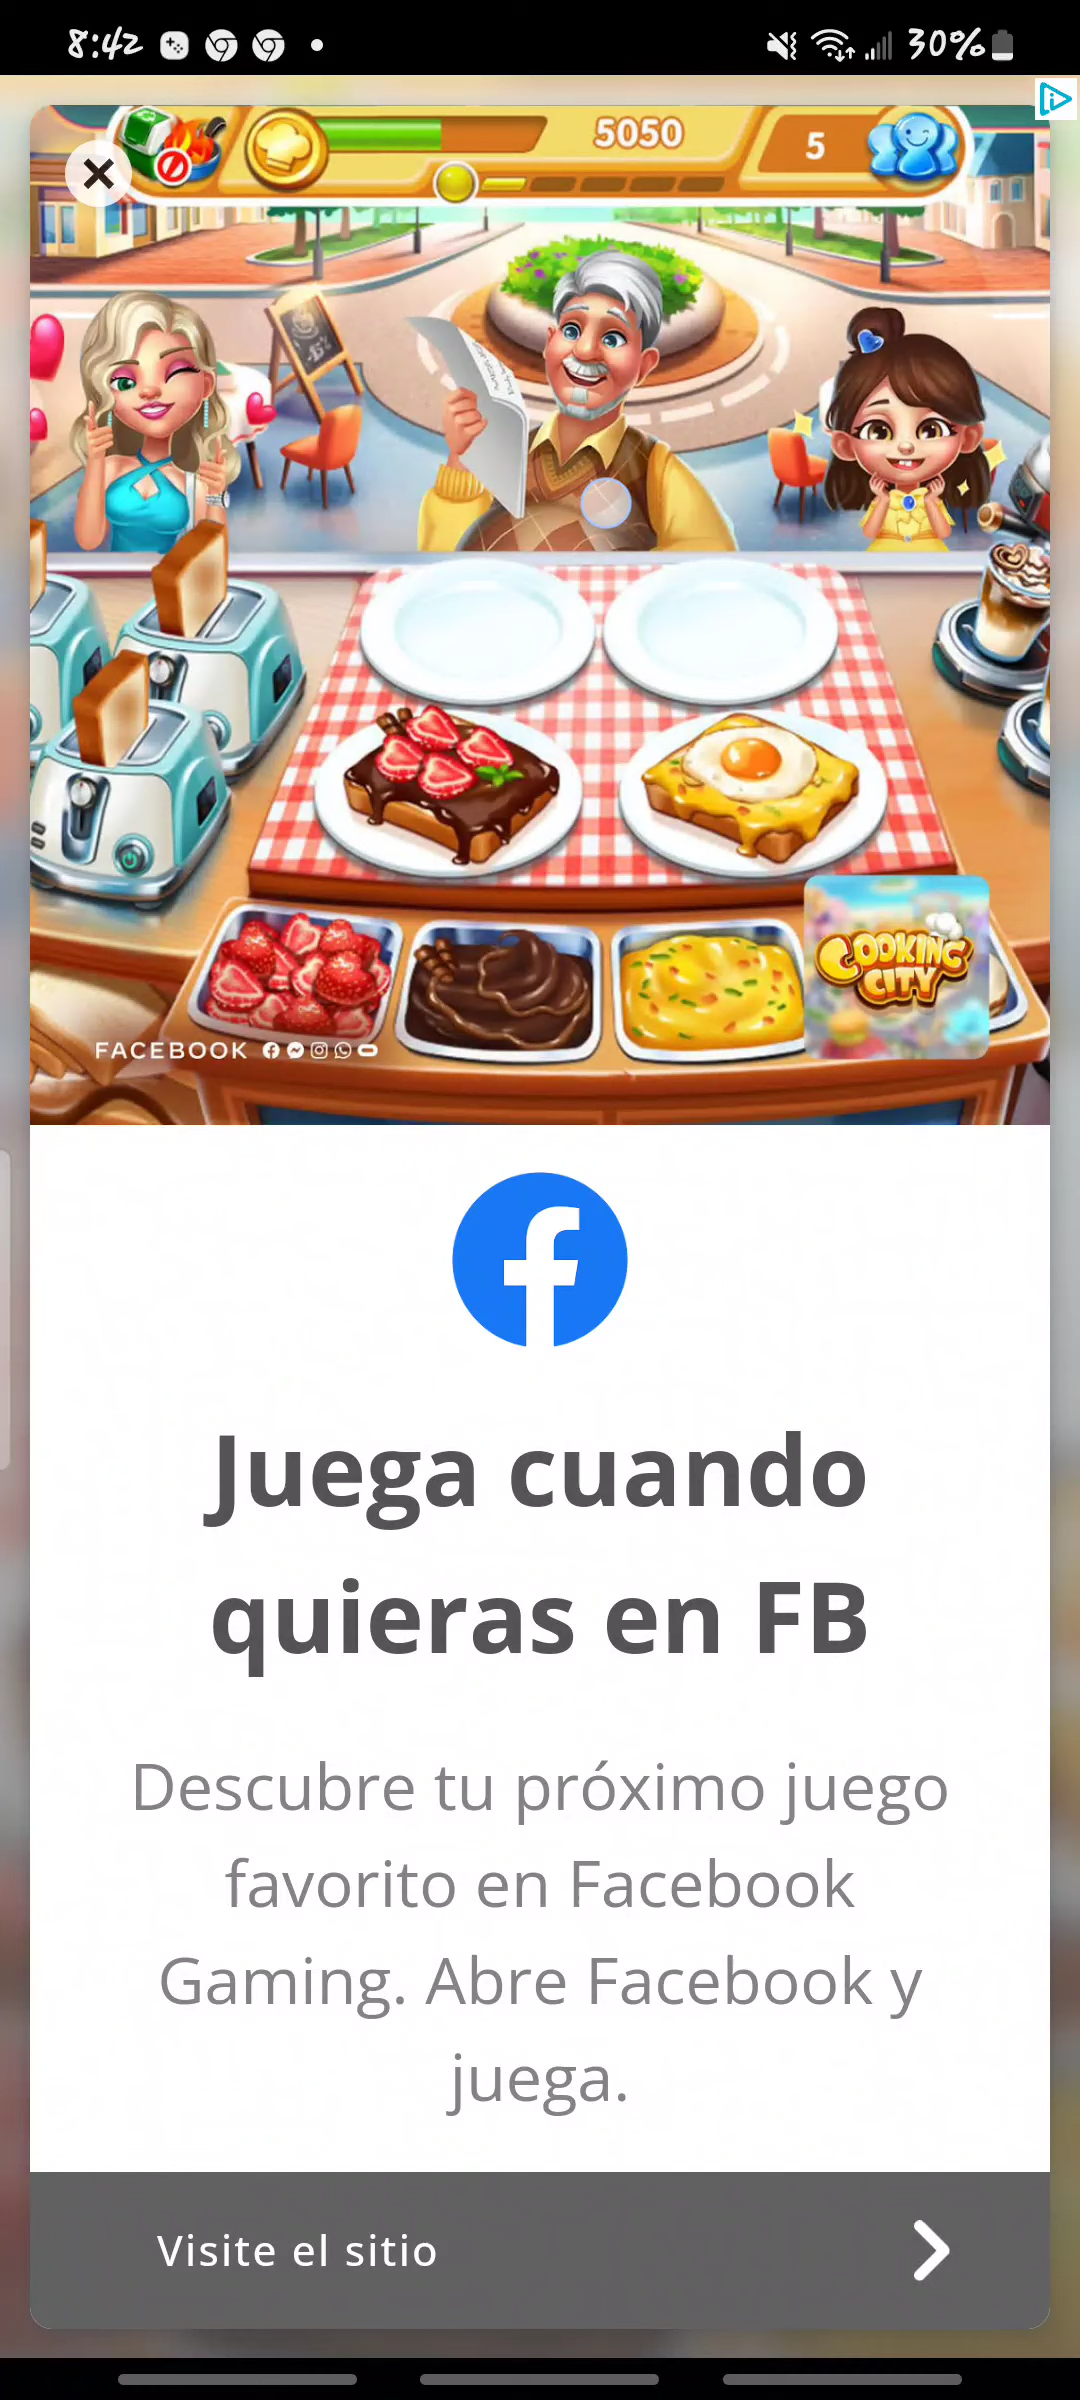 8:42
30%
5050
5
COOKING
CITY
FACEBOOK
Juega cuando
quieras en FB
Descubre tu próximo juego
favorito en Facebook
Gaming. Abre Facebook y
juega.
Visite el sitio